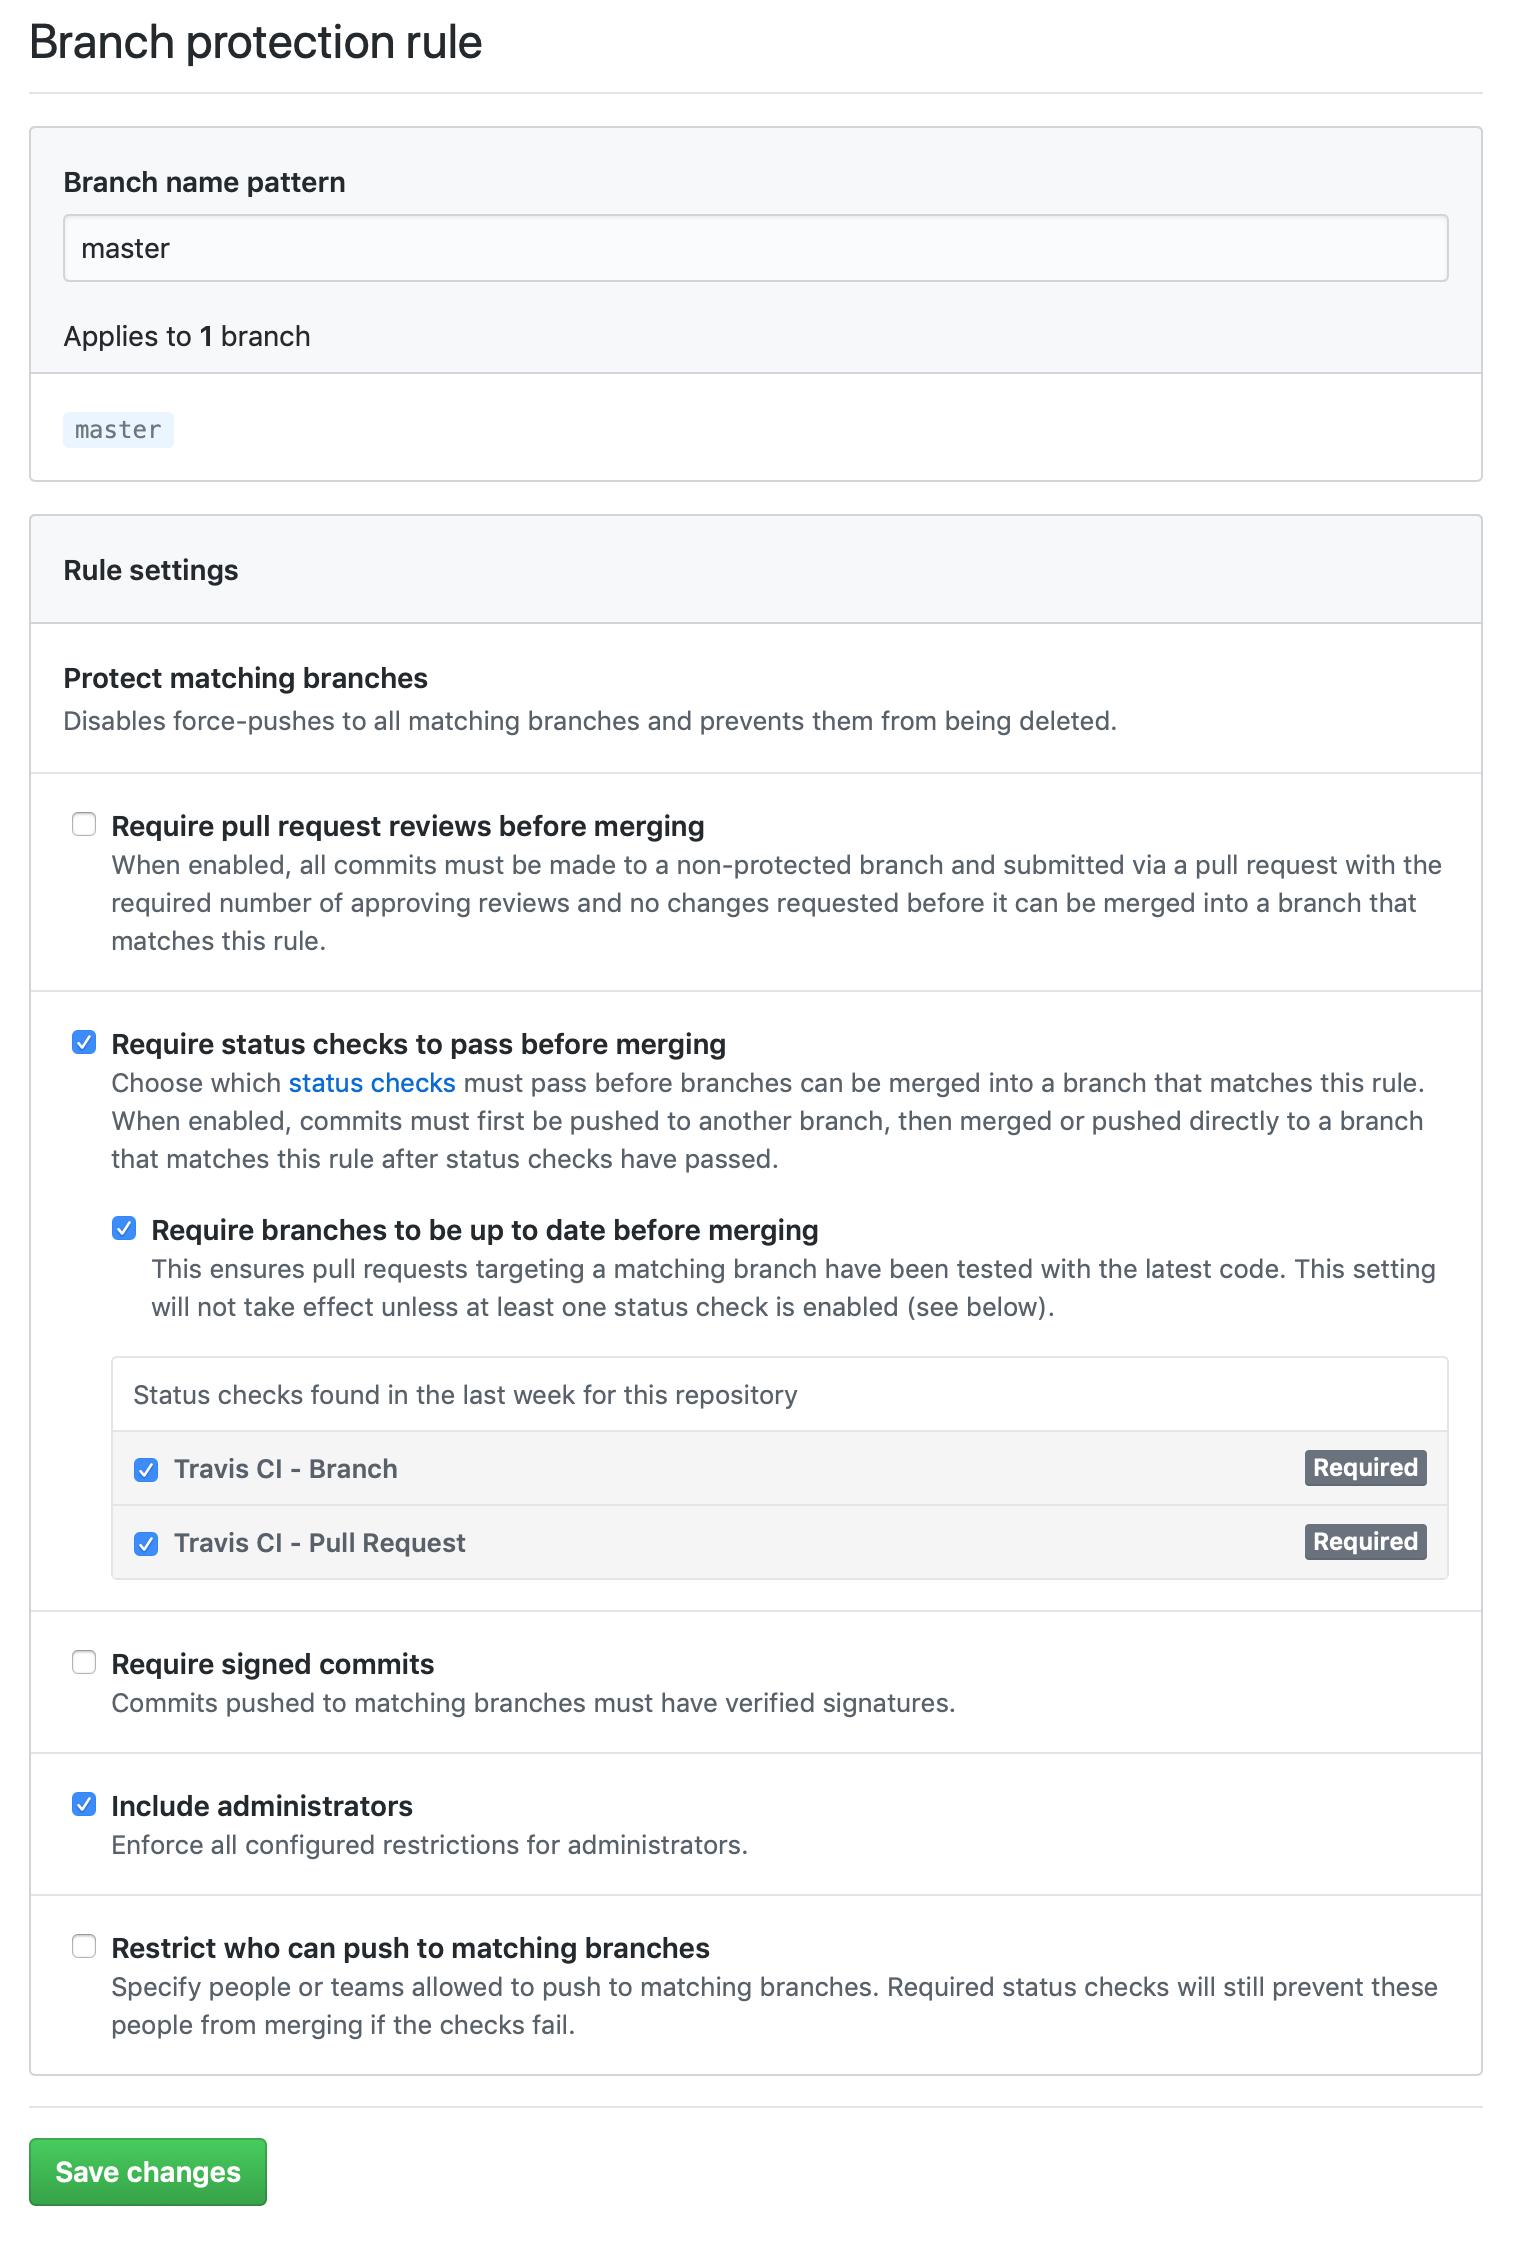 Branch protection rule
Branch name pattern
master
Applies to 1 branch
master
Rule settings
Protect matching branches
Disables force-pushes to all matching branches and prevents them from being deleted.
Require pull request reviews before merging
When enabled, all commits must be made to a non-protected branch and submitted via a pull request with the
required number of approving reviews and no changes requested before it can be merged into a branch that
matches this rule.
Require status checks to pass before merging
Choose which status checks must pass before branches can be merged into a branch that matches this rule.
When enabled, commits must first be pushed to another branch, then merged or pushed directly to a branch
that matches this rule after status checks have passed.
Require branches to be up to date before merging
This ensures pull requests targeting a matching branch have been tested with the latest code. This setting
will not take effect unless at least one status check is enabled (see below).
Status checks found in the last week for this repository
Travis CI - Branch Required
Travis CI - Pull Request Required
Require signed commits
Commits pushed to matching branches must have verified signatures.
Include administrators
Enforce all configured restrictions for administrators.
Restrict who can push to matching branches
Specify people or teams allowed to push to matching branches. Required status checks will still prevent these
people from merging if the checks fail.
Save changes